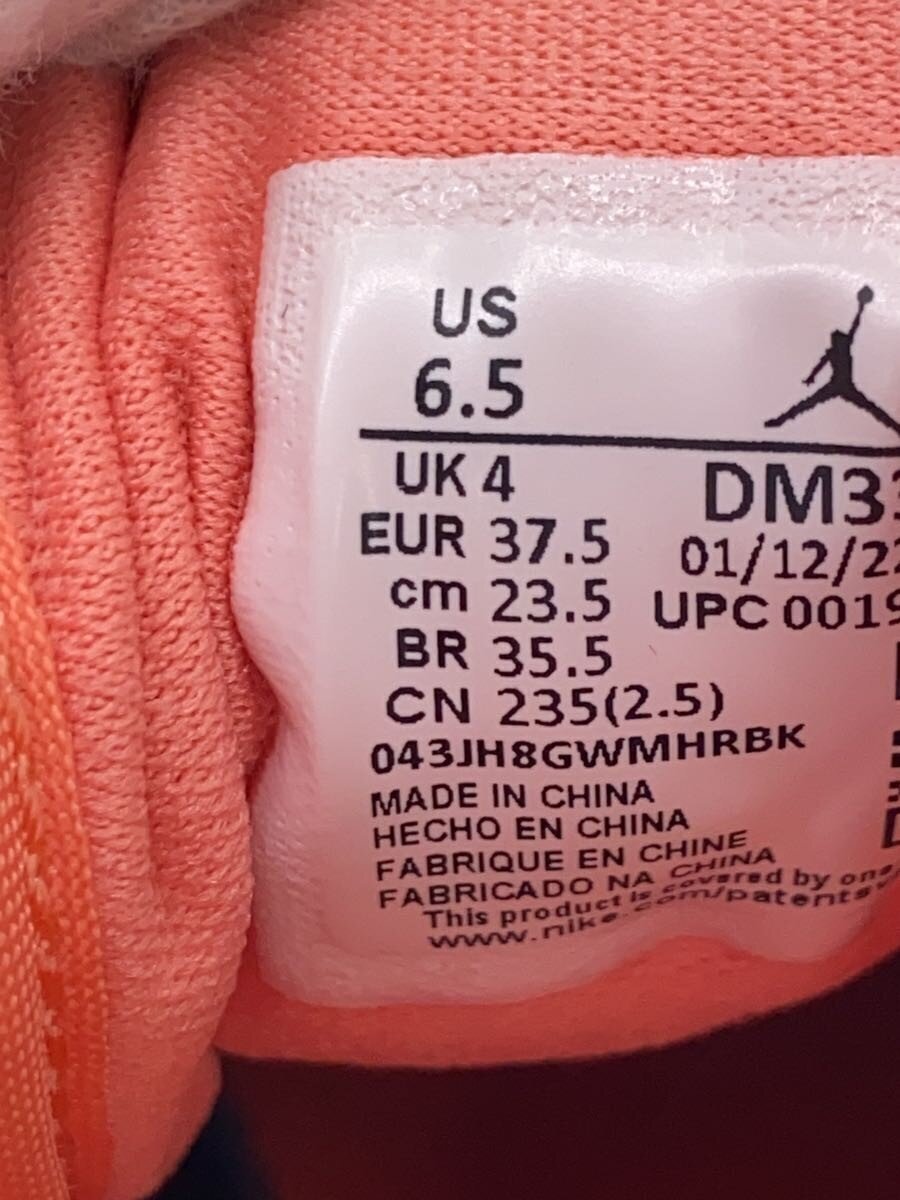 US
6.5
UK 4
EUR 37.5
cm 23.5
BR 35.5
CN 235(2.5)
DM33
01/12/22
UPC 0019
043JH8GWMHRBK
MADE IN CHINA
HECHO EN CHINA
FABRIQUE EN CHINE
FABRICADO NA CHINA
This product is covered by one
www.nike.com/patents